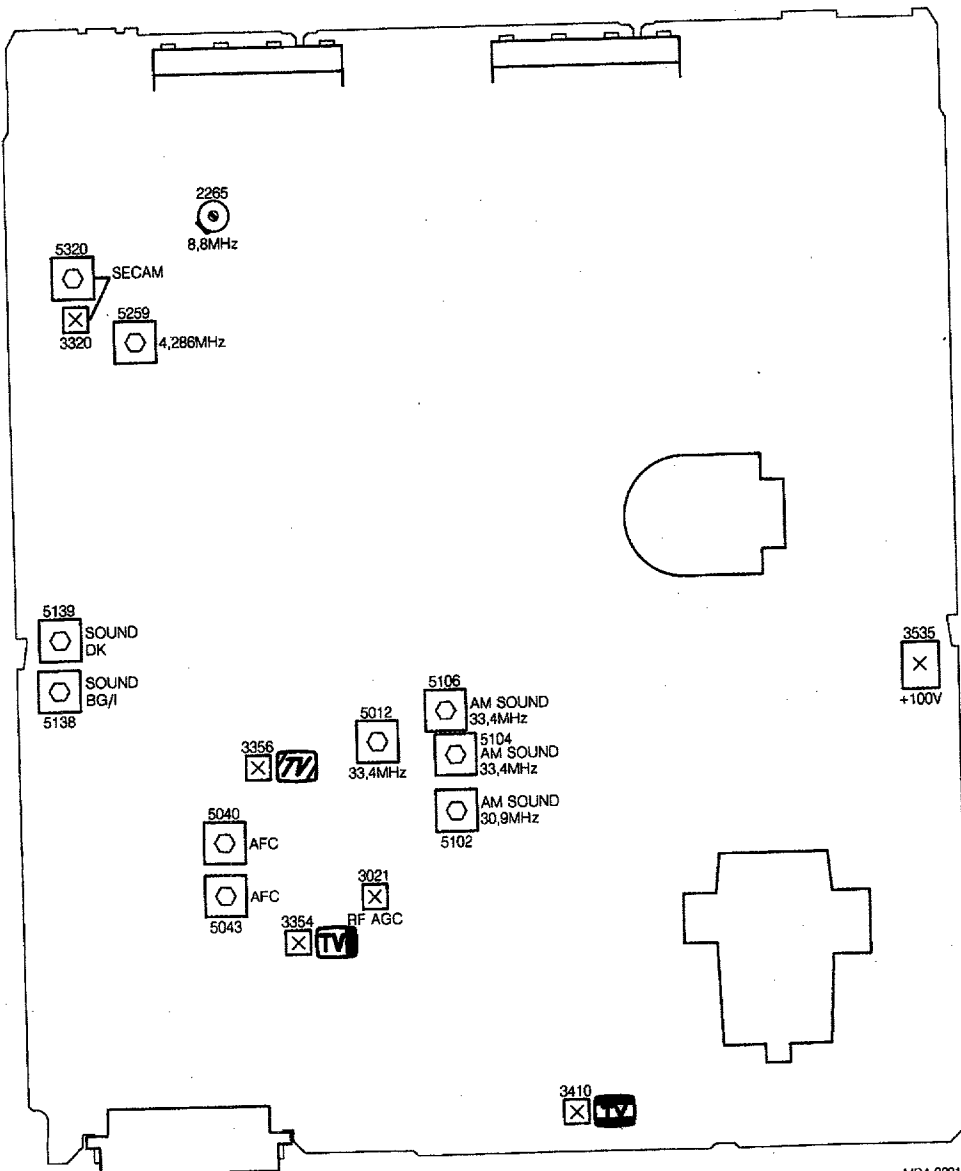 2265
8,8MHz
5320
SECAM
3320
5259
4,286MHz
5139
SOUND
DK
SOUND
BG/I
5138
3535
+100V
5106
AM SOUND
33,4MHz
5012
33,4MHz
5104
AM SOUND
33,4MHz
3356
TV
AM SOUND
30,9MHz
5102
5040
AFC
AFC
5043
3021
RF AGC
3354
TV
3410
TV